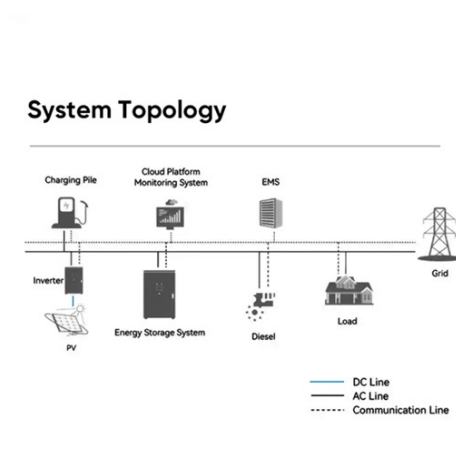 System Topology
Charging Pile
Cloud Platform
Monitoring System
EMS
Grid
Inverter
Energy Storage System
Diesel
Load
PV
DC Line
AC Line
Communication Line